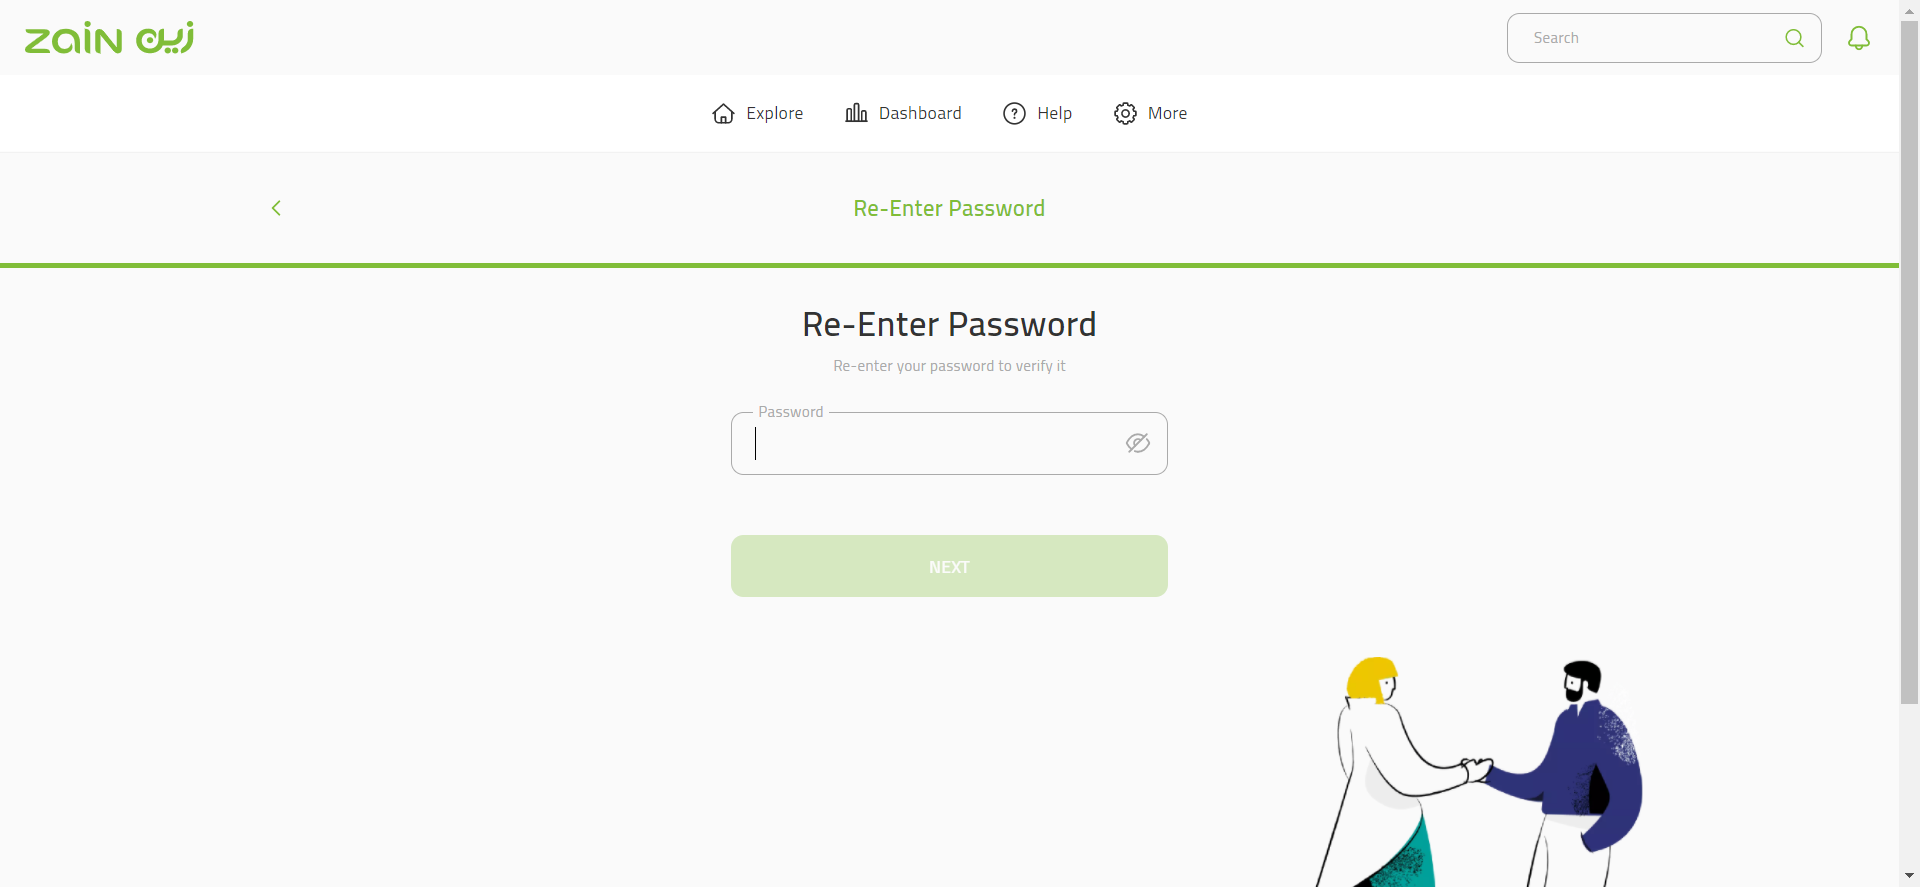 zain زين
Search
Explore
Dashboard
Help
More
Re-Enter Password
Re-Enter Password
Re-enter your password to verify it
Password
NEXT